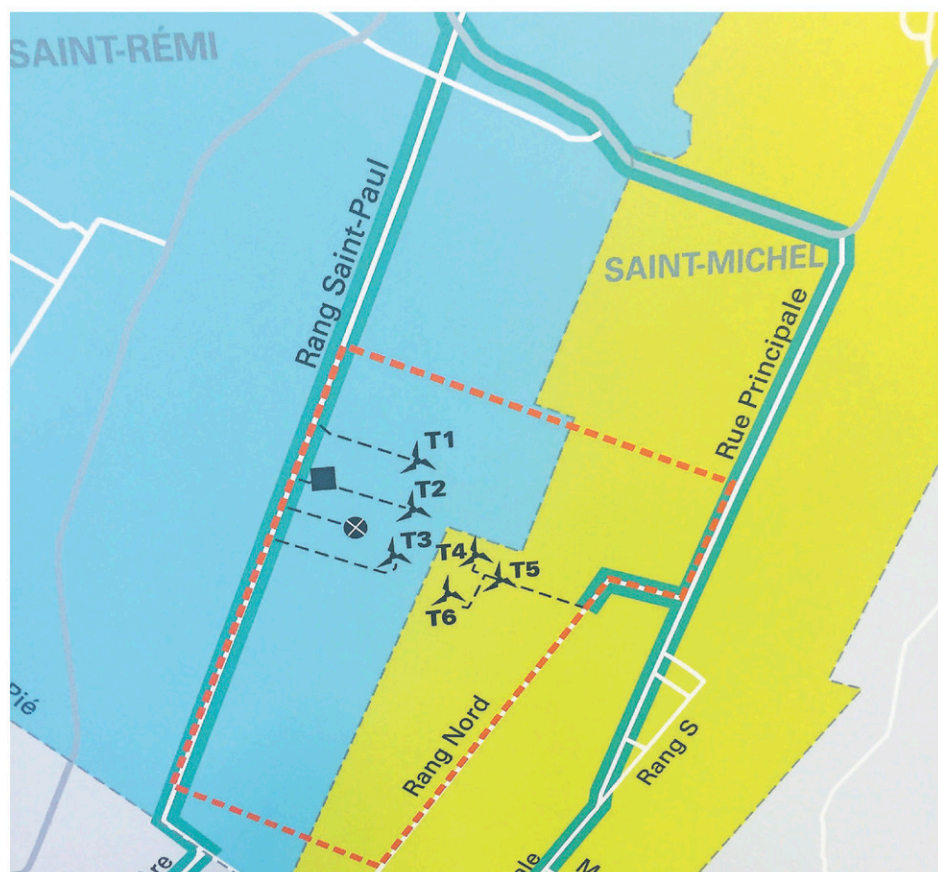 SAINT-RÉMI
Rang Saint-Paul
SAINT-MICHEL
Rue Principale
T1
T2
T3
T4
T5
T6
Rang Nord
Rang S